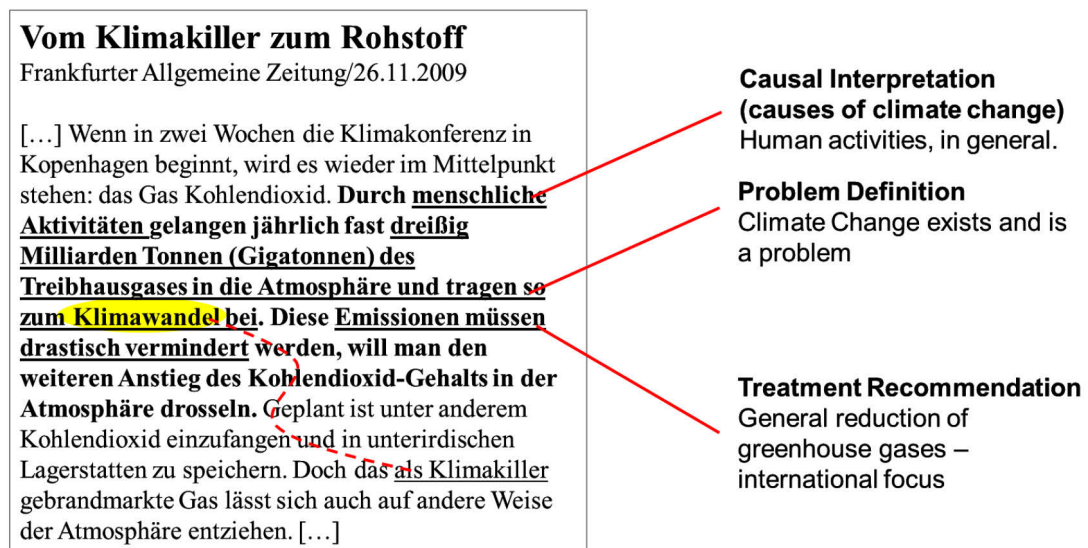 Vom Klimakiller zum Rohstoff
Frankfurter Allgemeine Zeitung/26.11.2009
[…] Wenn in zwei Wochen die Klimakonferenz in
Kopenhagen beginnt, wird es wieder im Mittelpunkt
stehen: das Gas Kohlendioxid. Durch menschliche
Aktivitäten gelangen jährlich fast dreißig
Milliarden Tonnen (Gigatonnen) des
Treibhausgases in die Atmosphäre und tragen so
zum Klimawandel bei. Diese Emissionen müssen
drastisch vermindert werden, will man den
weiteren Anstieg des Kohlendioxid-Gehalts in der
Atmosphäre drosseln. Geplant ist unter anderem
Kohlendioxid einzufangen und in unterirdischen
Lagerstatten zu speichern. Doch das als Klimakiller
gebrandmarkte Gas lässt sich auch auf andere Weise
der Atmosphäre entziehen. […]
Causal Interpretation
(causes of climate change)
Human activities, in general.
Problem Definition
Climate Change exists and is
a problem
Treatment Recommendation
General reduction of
greenhouse gases –
international focus